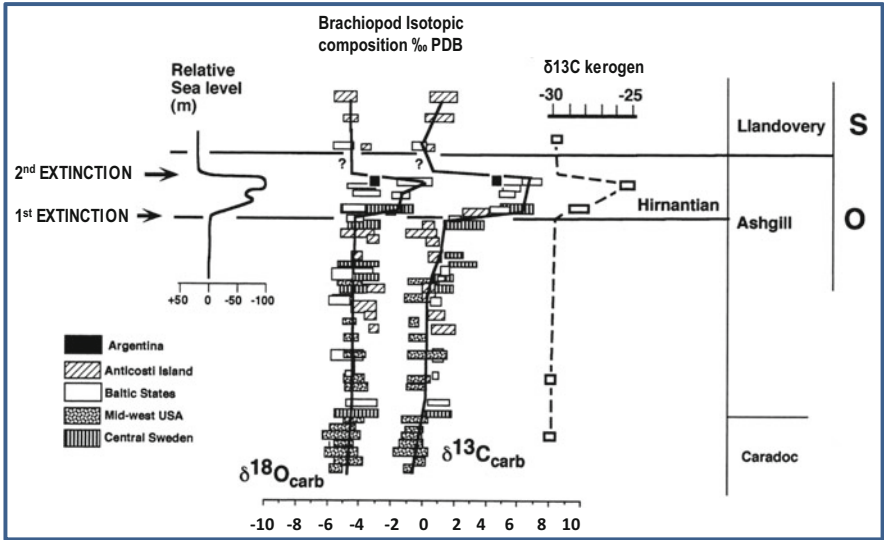 Brachiopod Isotopic
composition ‰ PDB
Relative
Sea level
(m)
δ13C kerogen
-30 -25
Llandovery
S
? ?
2nd EXTINCTION
Hirnantian
1st EXTINCTION
Ashgill
O
+50 0 -50 -100
Argentina
Anticosti Island
Baltic States
Mid-west USA
Central Sweden
δ18Ocarb
δ13Ccarb
Caradoc
-10 -8 -6 -4 -2 0 2 4 6 8 10